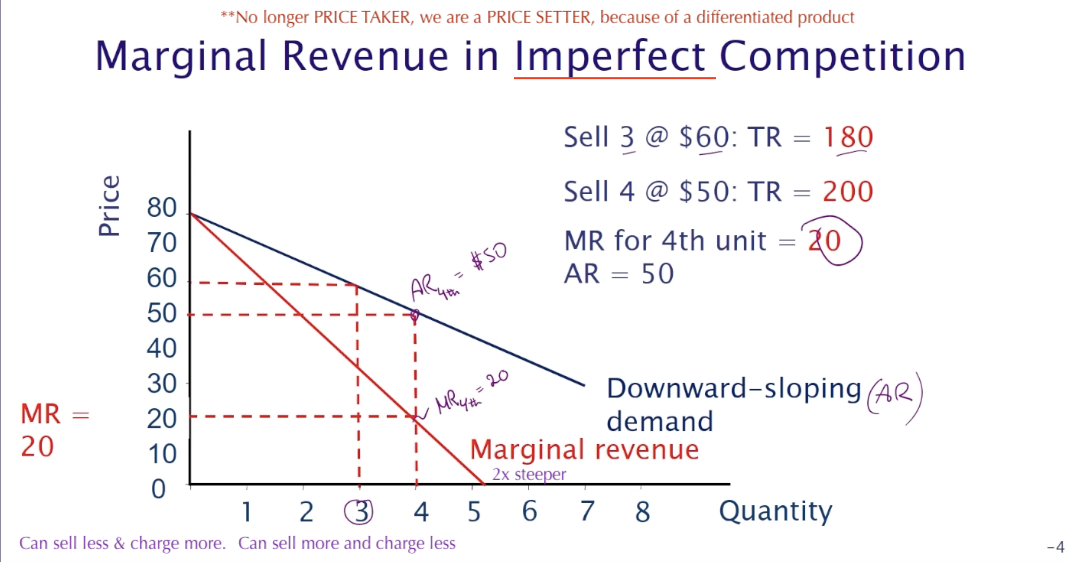 **No longer PRICE TAKER, we are a PRICE SETTER, because of a differentiated product
Marginal Revenue in Imperfect Competition
Sell 3 @ $60: TR = 180
Sell 4 @ $50: TR = 200
MR for 4th unit = 20
AR = 50
Price
80
70
60
50
40
30
20
10
0
AR4th = $50
MR4th = 20
MR =
20
Downward-sloping (AR)
demand
Marginal revenue
2x steeper
1 2 3 4 5 6 7 8 Quantity
Can sell less & charge more. Can sell more and charge less
-4